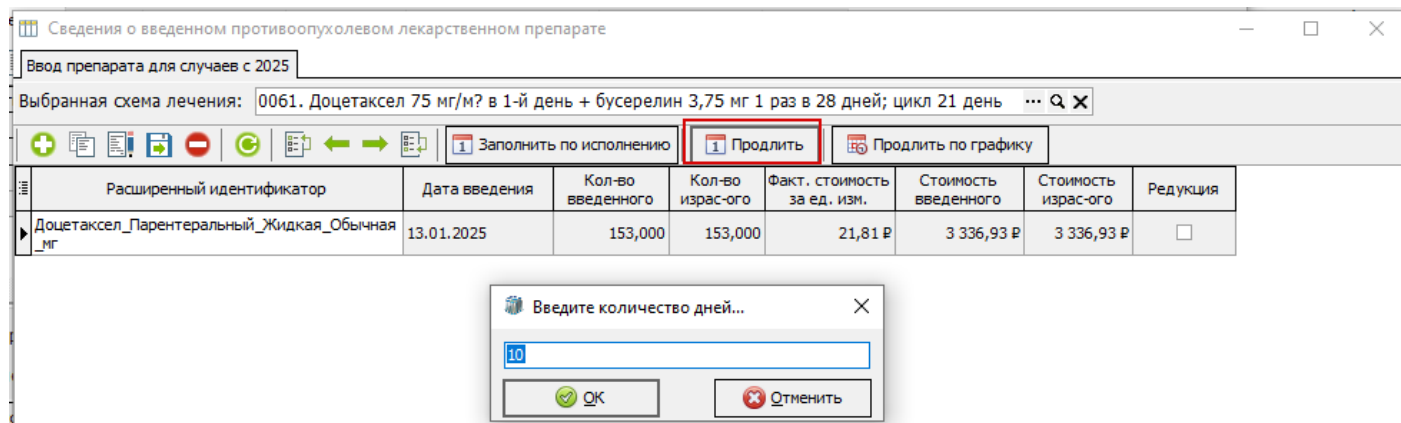 Сведения о введенном противоопухолевом лекарственном препарате
Ввод препарата для случаев с 2025
Выбранная схема лечения: 0061. Доцетаксел 75 мг/м? в 1-й день + бусерелин 3,75 мг 1 раз в 28 дней; цикл 21 день
1 Заполнить по исполнению 1 Продлить Продлить по графику
Расширенный идентификатор Дата введения Кол-во введенного Кол-во израс-ого Факт. стоимость за ед. изм. Стоимость введенного Стоимость израс-ого Редукция
Доцетаксел_Парентеральный_Жидкая_Обычная
_мг 13.01.2025 153,000 153,000 21,81 ₽ 3 336,93 ₽ 3 336,93 ₽
Введите количество дней...
10
OK Отменить